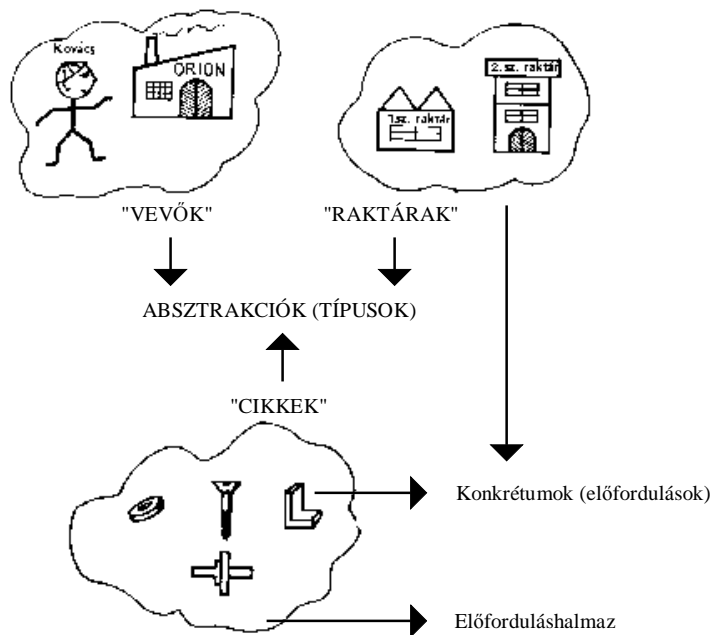 Kovács
ORION
2.sz. raktár
1.sz. raktár
"VEVŐK"
"RAKTÁRAK"
ABSZTRAKCIÓK (TÍPUSOK)
"CIKKEK"
Konkrétumok (előfordulások)
Előforduláshalmaz